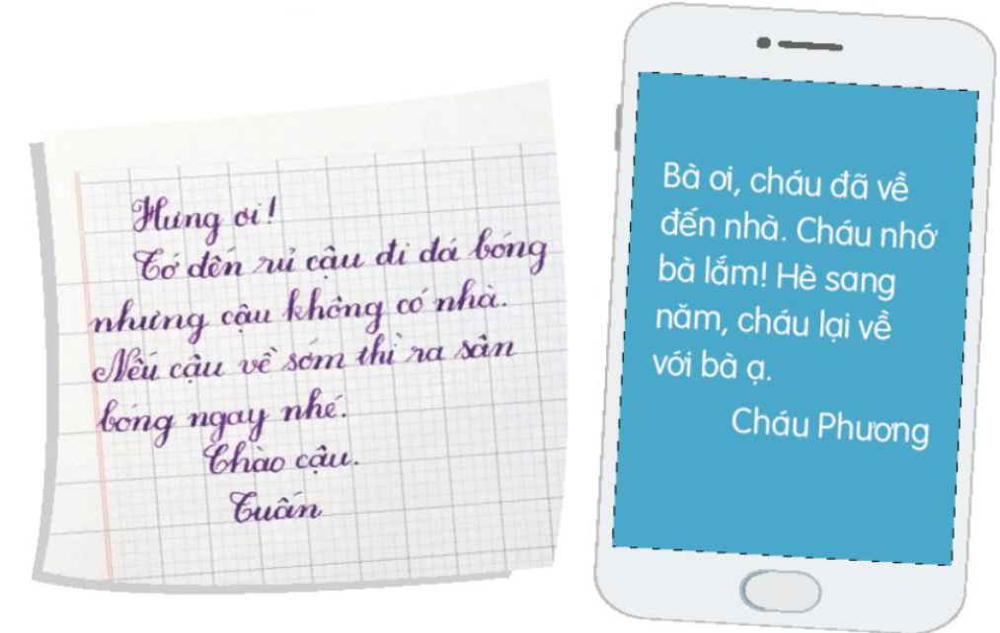 Hưng ơi!
Tớ đến rủ cậu đi đá bóng
nhưng cậu không có nhà.
Nếu cậu về sớm thì ra sân
bóng ngay nhé.
Chào cậu.
Tuấn
Bà ơi, cháu đã về
đến nhà. Cháu nhớ
bà lắm! Hè sang
năm, cháu lại về
với bà ạ.
Cháu Phương